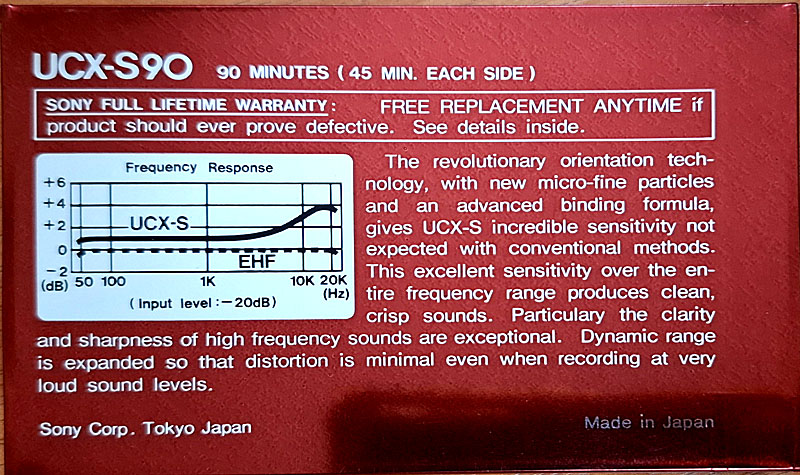 UCX-S90 90 MINUTES (45 MIN. EACH SIDE)
SONY FULL LIFETIME WARRANTY: FREE REPLACEMENT ANYTIME if
product should ever prove defective. See details inside.
Frequency Response
+6
+4
+2
0
-2
(dB)
UCX-S
EHF
50 100 1K 10K 20K
(Hz)
(Input level:-20dB)
The revolutionary orientation tech-
nology, with new micro-fine particles
and an advanced binding formula,
gives UCX-S incredible sensitivity not
expected with conventional methods.
This excellent sensitivity over the en-
tire frequency range produces clean,
crisp sounds. Particulary the clarity
and sharpness of high frequency sounds are exceptional. Dynamic range
is expanded so that distortion is minimal even when recording at very
loud sound levels.
Sony Corp. Tokyo Japan
Made in Japan